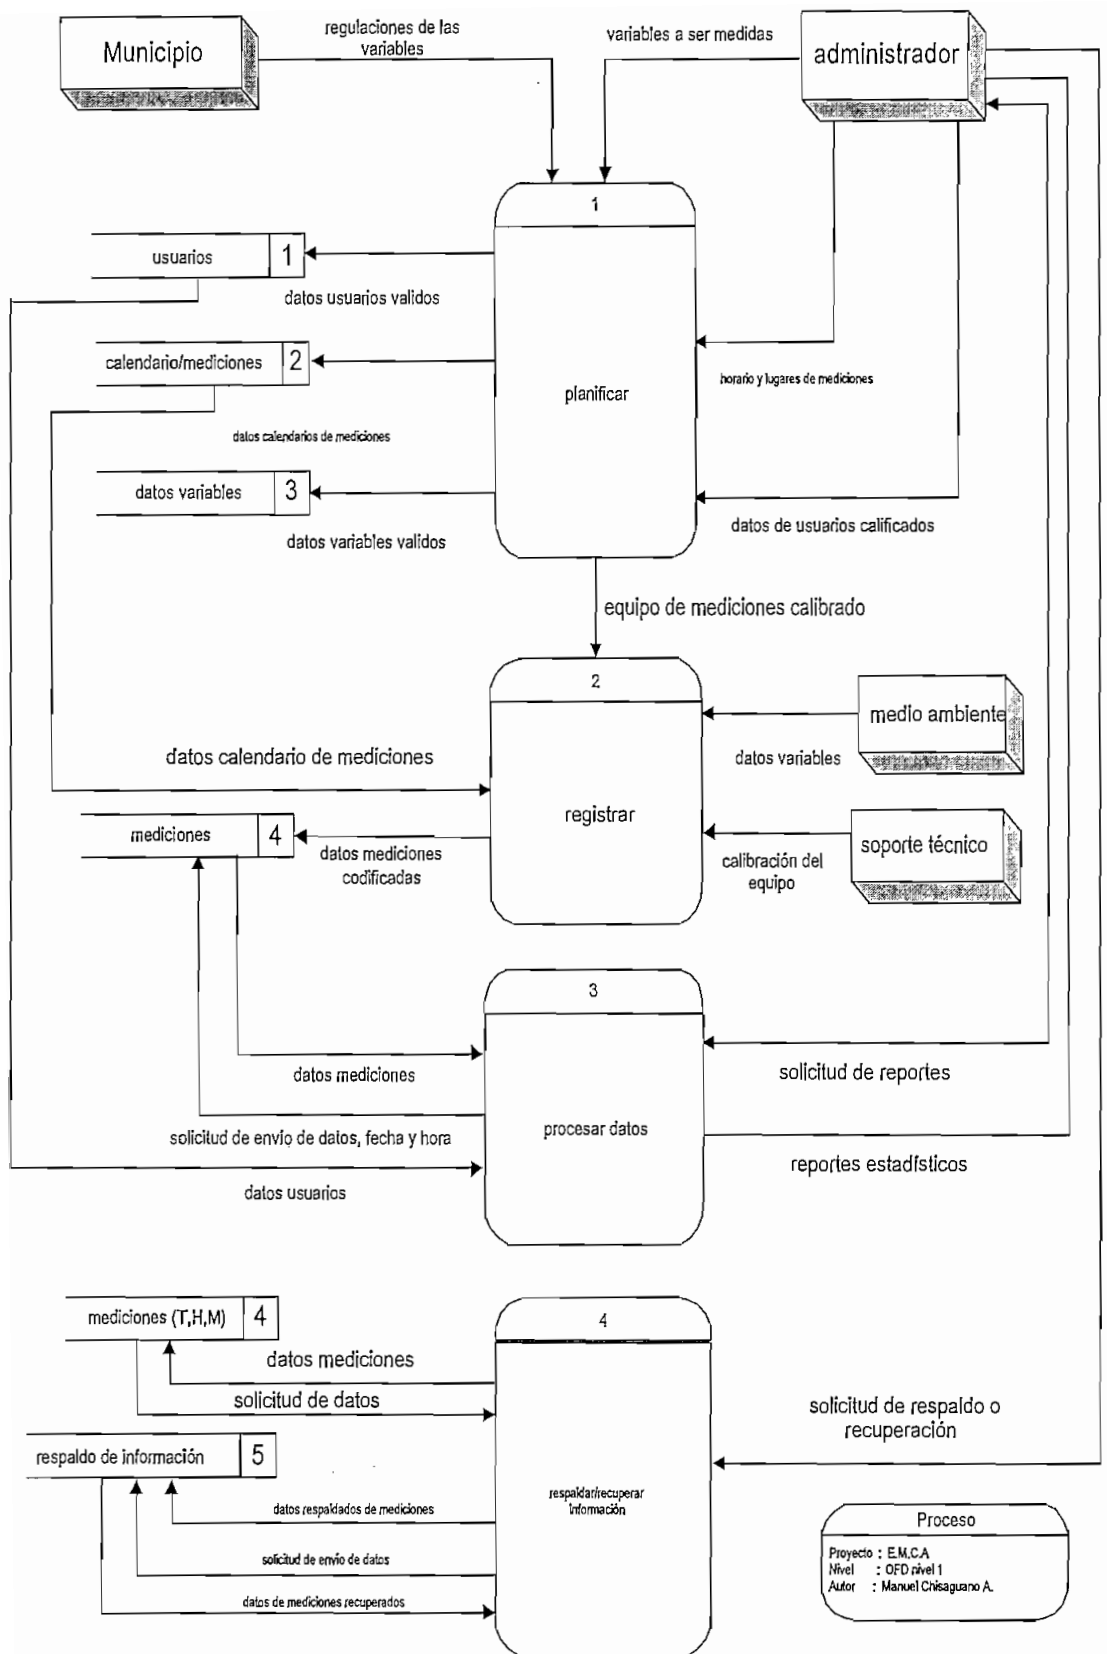 Municipio
regulaciones de las
variables
variables a ser medidas
administrador
1
usuarios 1
datos usuarios validos
calendario/mediciones 2
planificar
horario y lugares de mediciones
datos calendarios de mediciones
datos variables 3
datos variables validos
datos de usuarios calificados
equipo de mediciones calibrado
2
medio ambiente
datos variables
datos calendario de mediciones
registrar
mediciones 4
datos mediciones
codificadas
soporte técnico
calibración del
equipo
3
datos mediciones
solicitud de reportes
solicitud de envío de datos, fecha y hora
procesar datos
reportes estadísticos
datos usuarios
mediciones (T,H,M) 4
4
datos mediciones
solicitud de datos
solicitud de respaldo o
recuperación
respaldo de información 5
respaldar/recuperar
información
datos respaldados de mediciones
solicitud de envío de datos
datos de mediciones recuperados
Proceso
Proyecto : E.M.C.A
Nivel : DFD nivel 1
Autor : Manuel Chisaguano A.